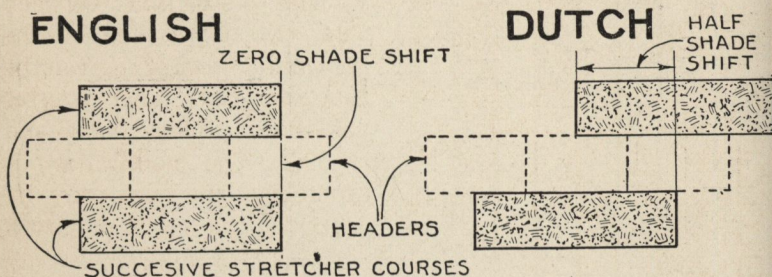 ENGLISH
ZERO SHADE SHIFT
DUTCH
HALF
SHADE
SHIFT
HEADERS
SUCCESIVE STRETCHER COURSES